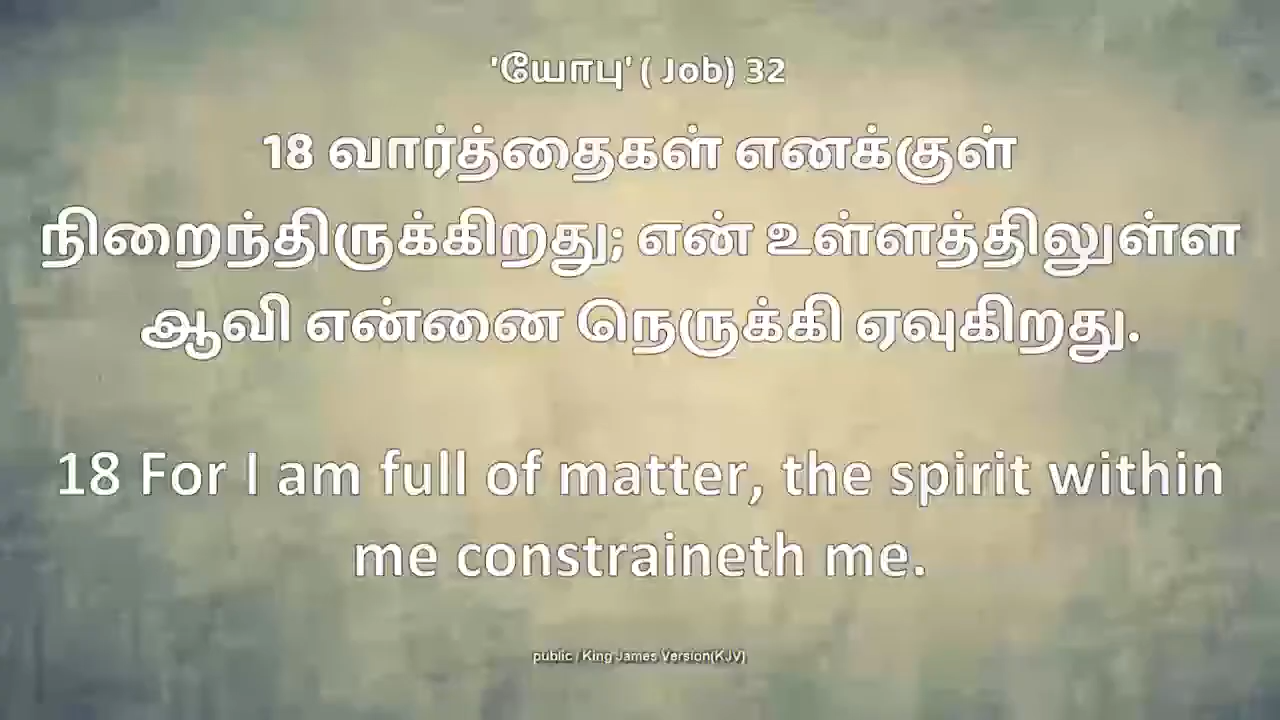 'யோபு' ( Job) 32
18 வார்த்தைகள் எனக்குள்
நிறைந்திருக்கிறது; என் உள்ளத்திலுள்ள
ஆவி என்னை நெருக்கி ஏவுகிறது.
18 For I am full of matter, the spirit within
me constraineth me.
public / King James Version(KJV)